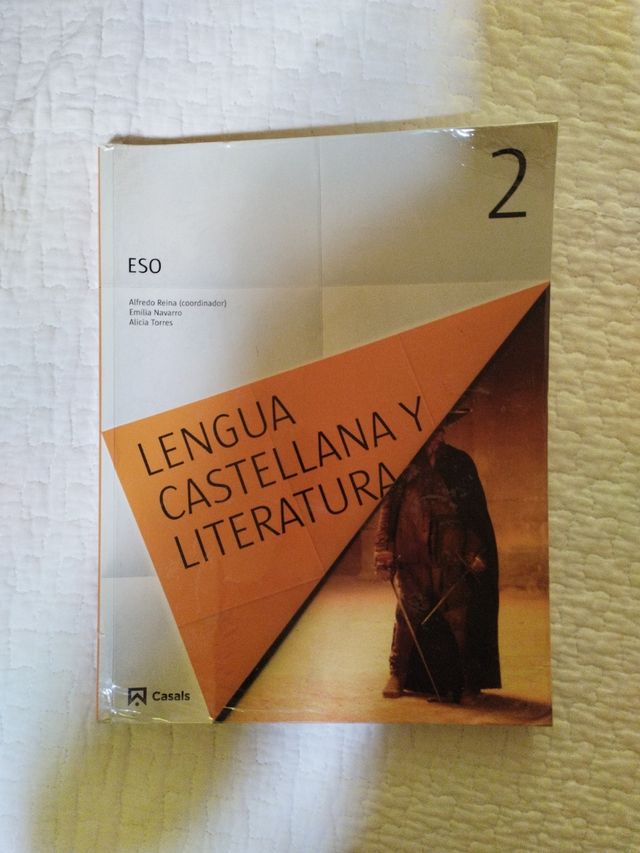 2
ESO
Alfredo Reina (coordinador)
Emilia Navarro
Alicia Torres
LENGUA
CASTELLANA Y
LITERATURA
Casals